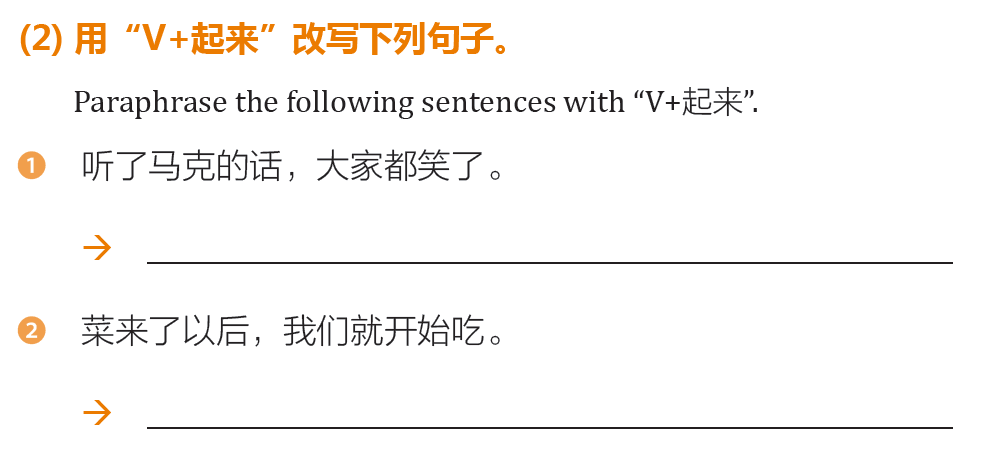 (2) 用“V+起来”改写下列句子。
Paraphrase the following sentences with “V+起来”.
1 听了马克的话，大家都笑了。
→
2 菜来了以后，我们就开始吃。
→